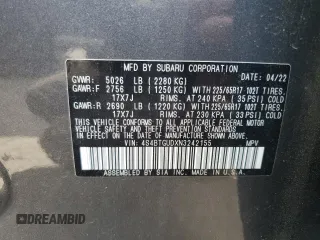 MFD BY SUBARU CORPORATION 04/22
GVWR: 5026 LB (2280 KG)
GAWR:F 2756 LB (1250 KG) WITH 225/65R17 102T TIRES,
17X7J RIMS, AT 240 KPA (35 PSI) COLD
GAWR:R 2690 LB (1220 KG) WITH 225/65R17 102T TIRES,
17X7J RIMS, AT 230 KPA (33 PSI) COLD
THIS VEHICLE CONFORMS TO ALL APPLICABLE
FEDERAL MOTOR VEHICLE SAFETY, BUMPER,
AND THEFT PREVENTION STANDARDS IN
EFFECT ON THE DATE OF MANUFACTURE SHOWN ABOVE.
VIN: 4S4BTGUDXN3242155 MPV
ASSEMBLED BY
SIA INC. IN U.S.A.
DREAMBID